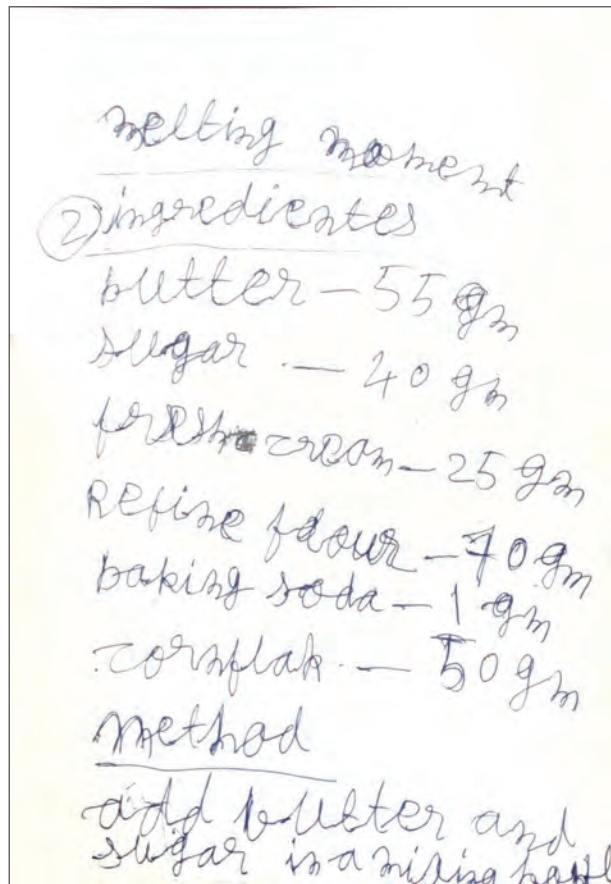 melting moment
② ingredientes
butter – 55 gm
sugar – 40 gm
fresh cream – 25 gm
Refine flour – 70 gm
baking soda – 1 gm
cornflak – 50 gm
method
add butter and
sugar in a mixing